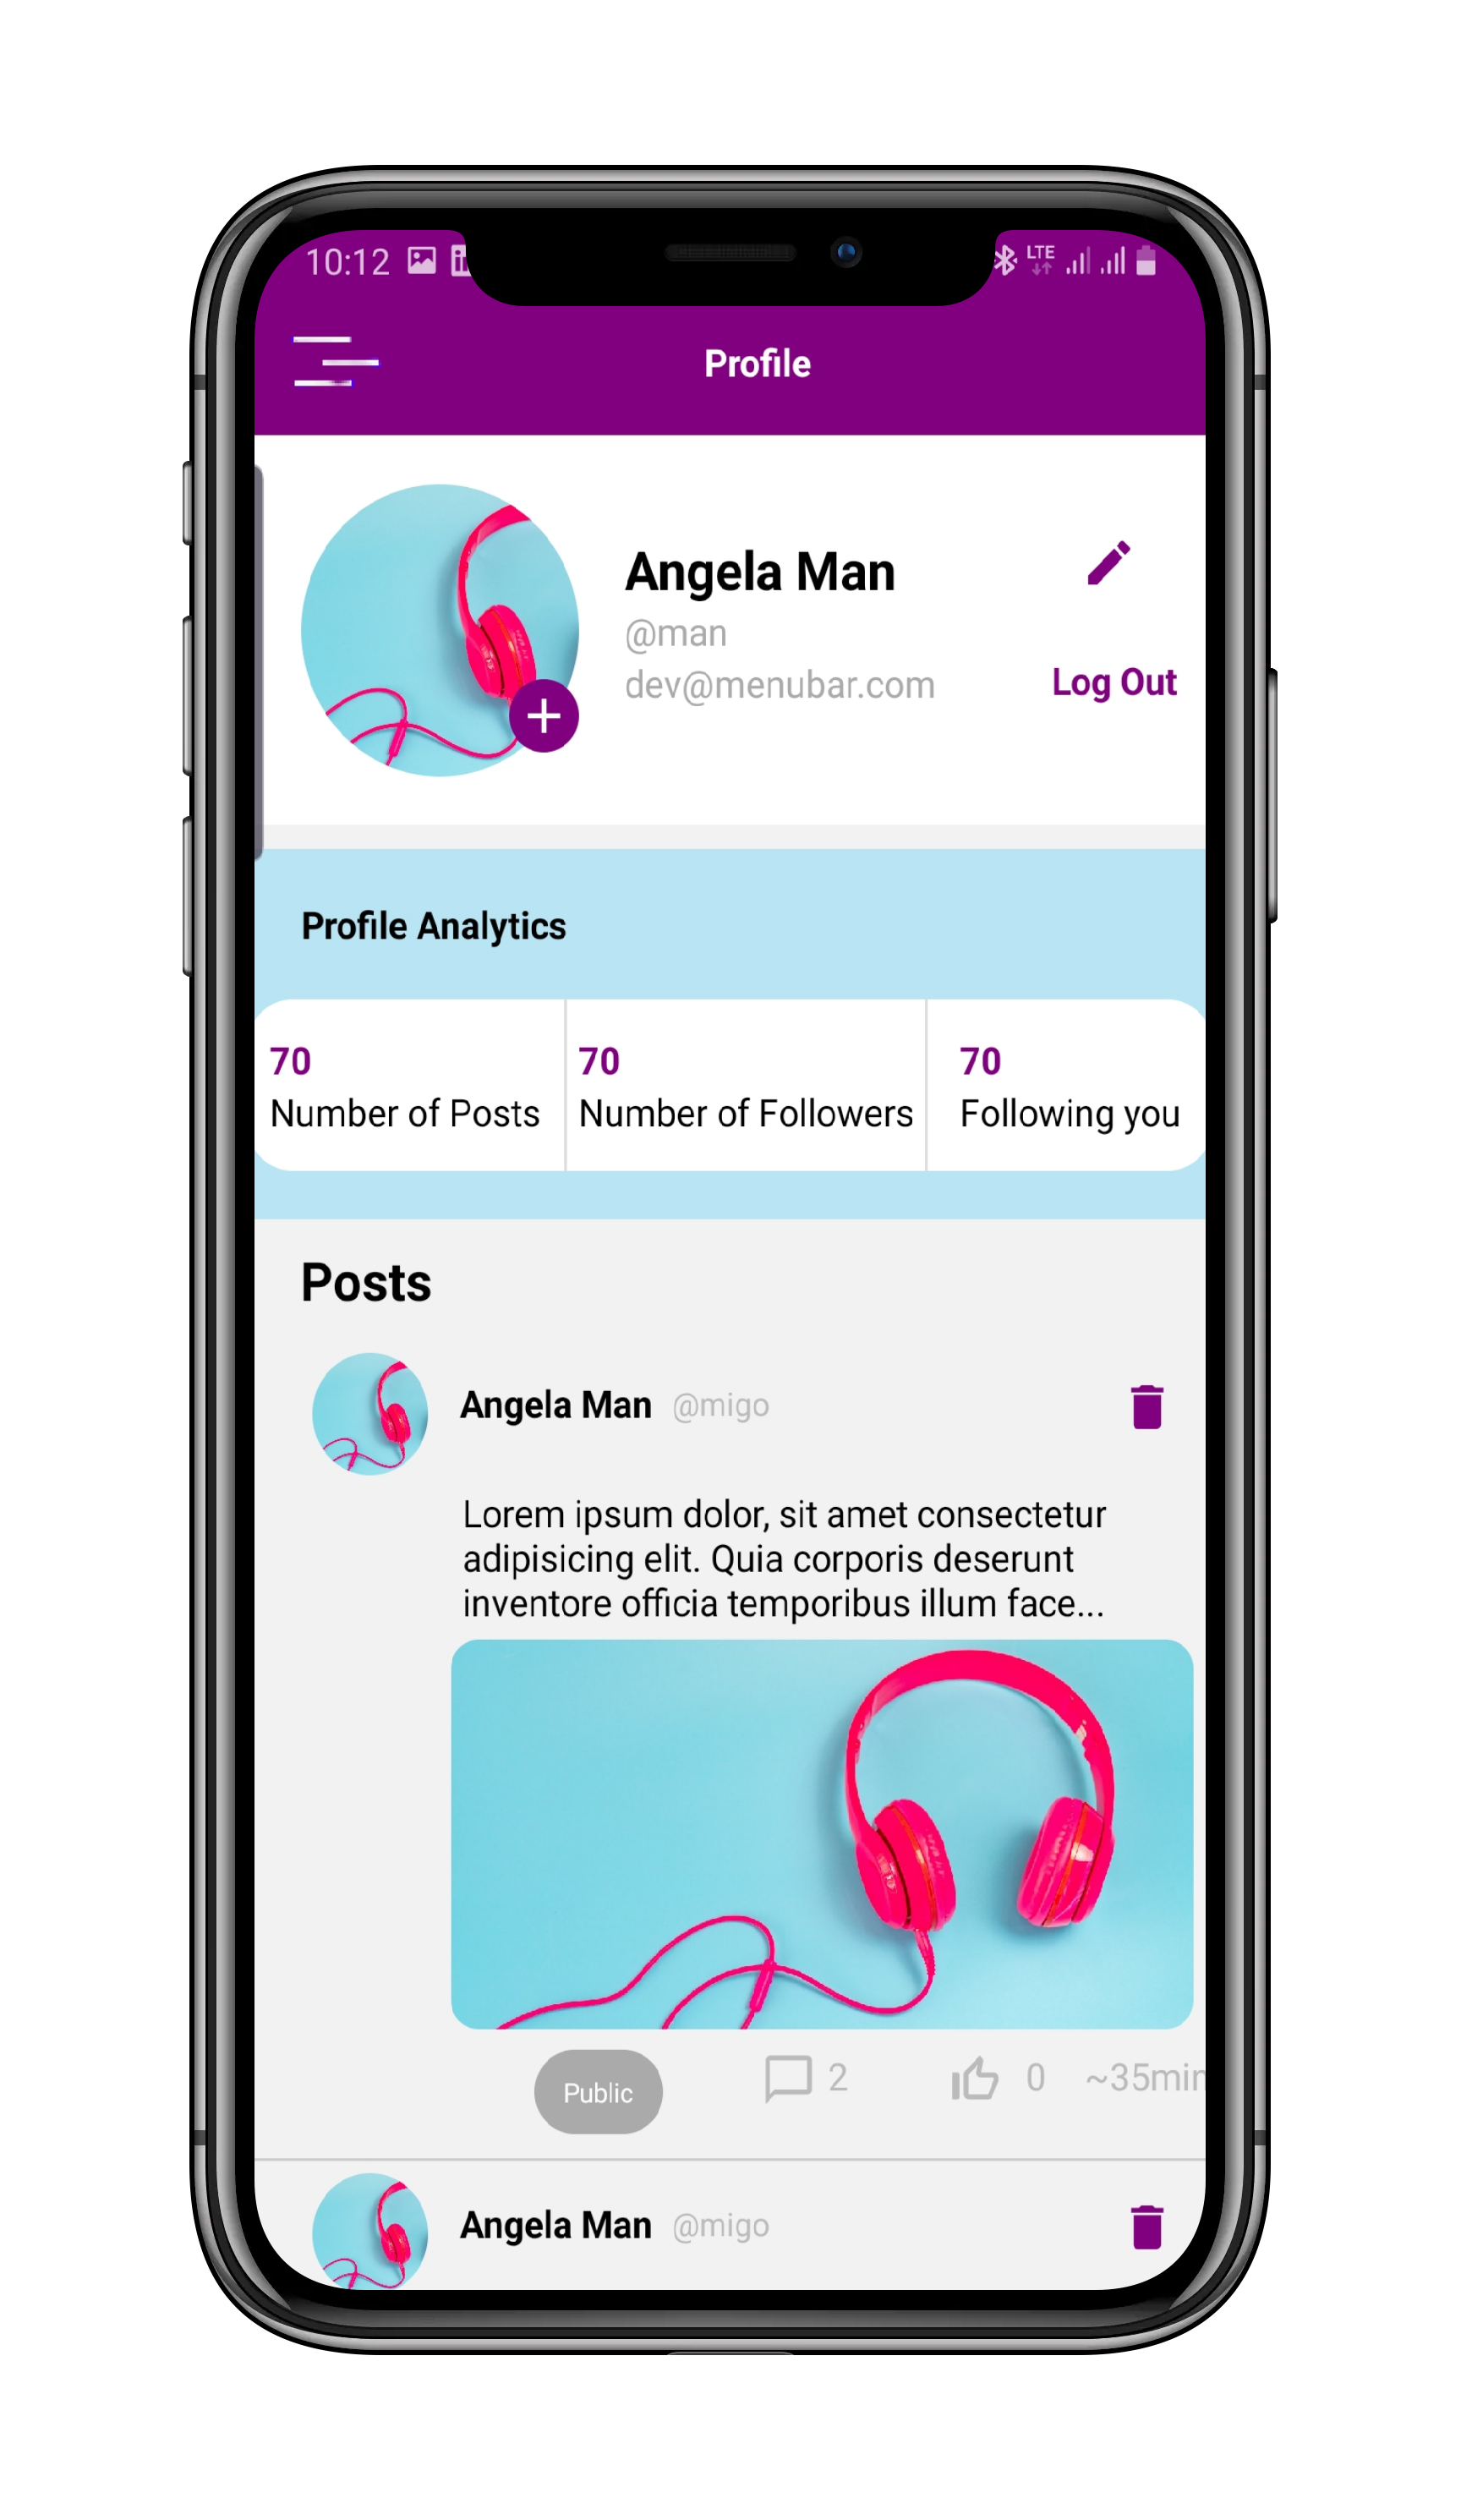 10:12 LTE
Profile
Angela Man
@man
dev@menubar.com
Log Out
Profile Analytics
70
Number of Posts
70
Number of Followers
70
Following you
Posts
Angela Man @migo
Lorem ipsum dolor, sit amet consectetur
adipisicing elit. Quia corporis deserunt
inventore officia temporibus illum face...
Public 2 0 ~35min
Angela Man @migo